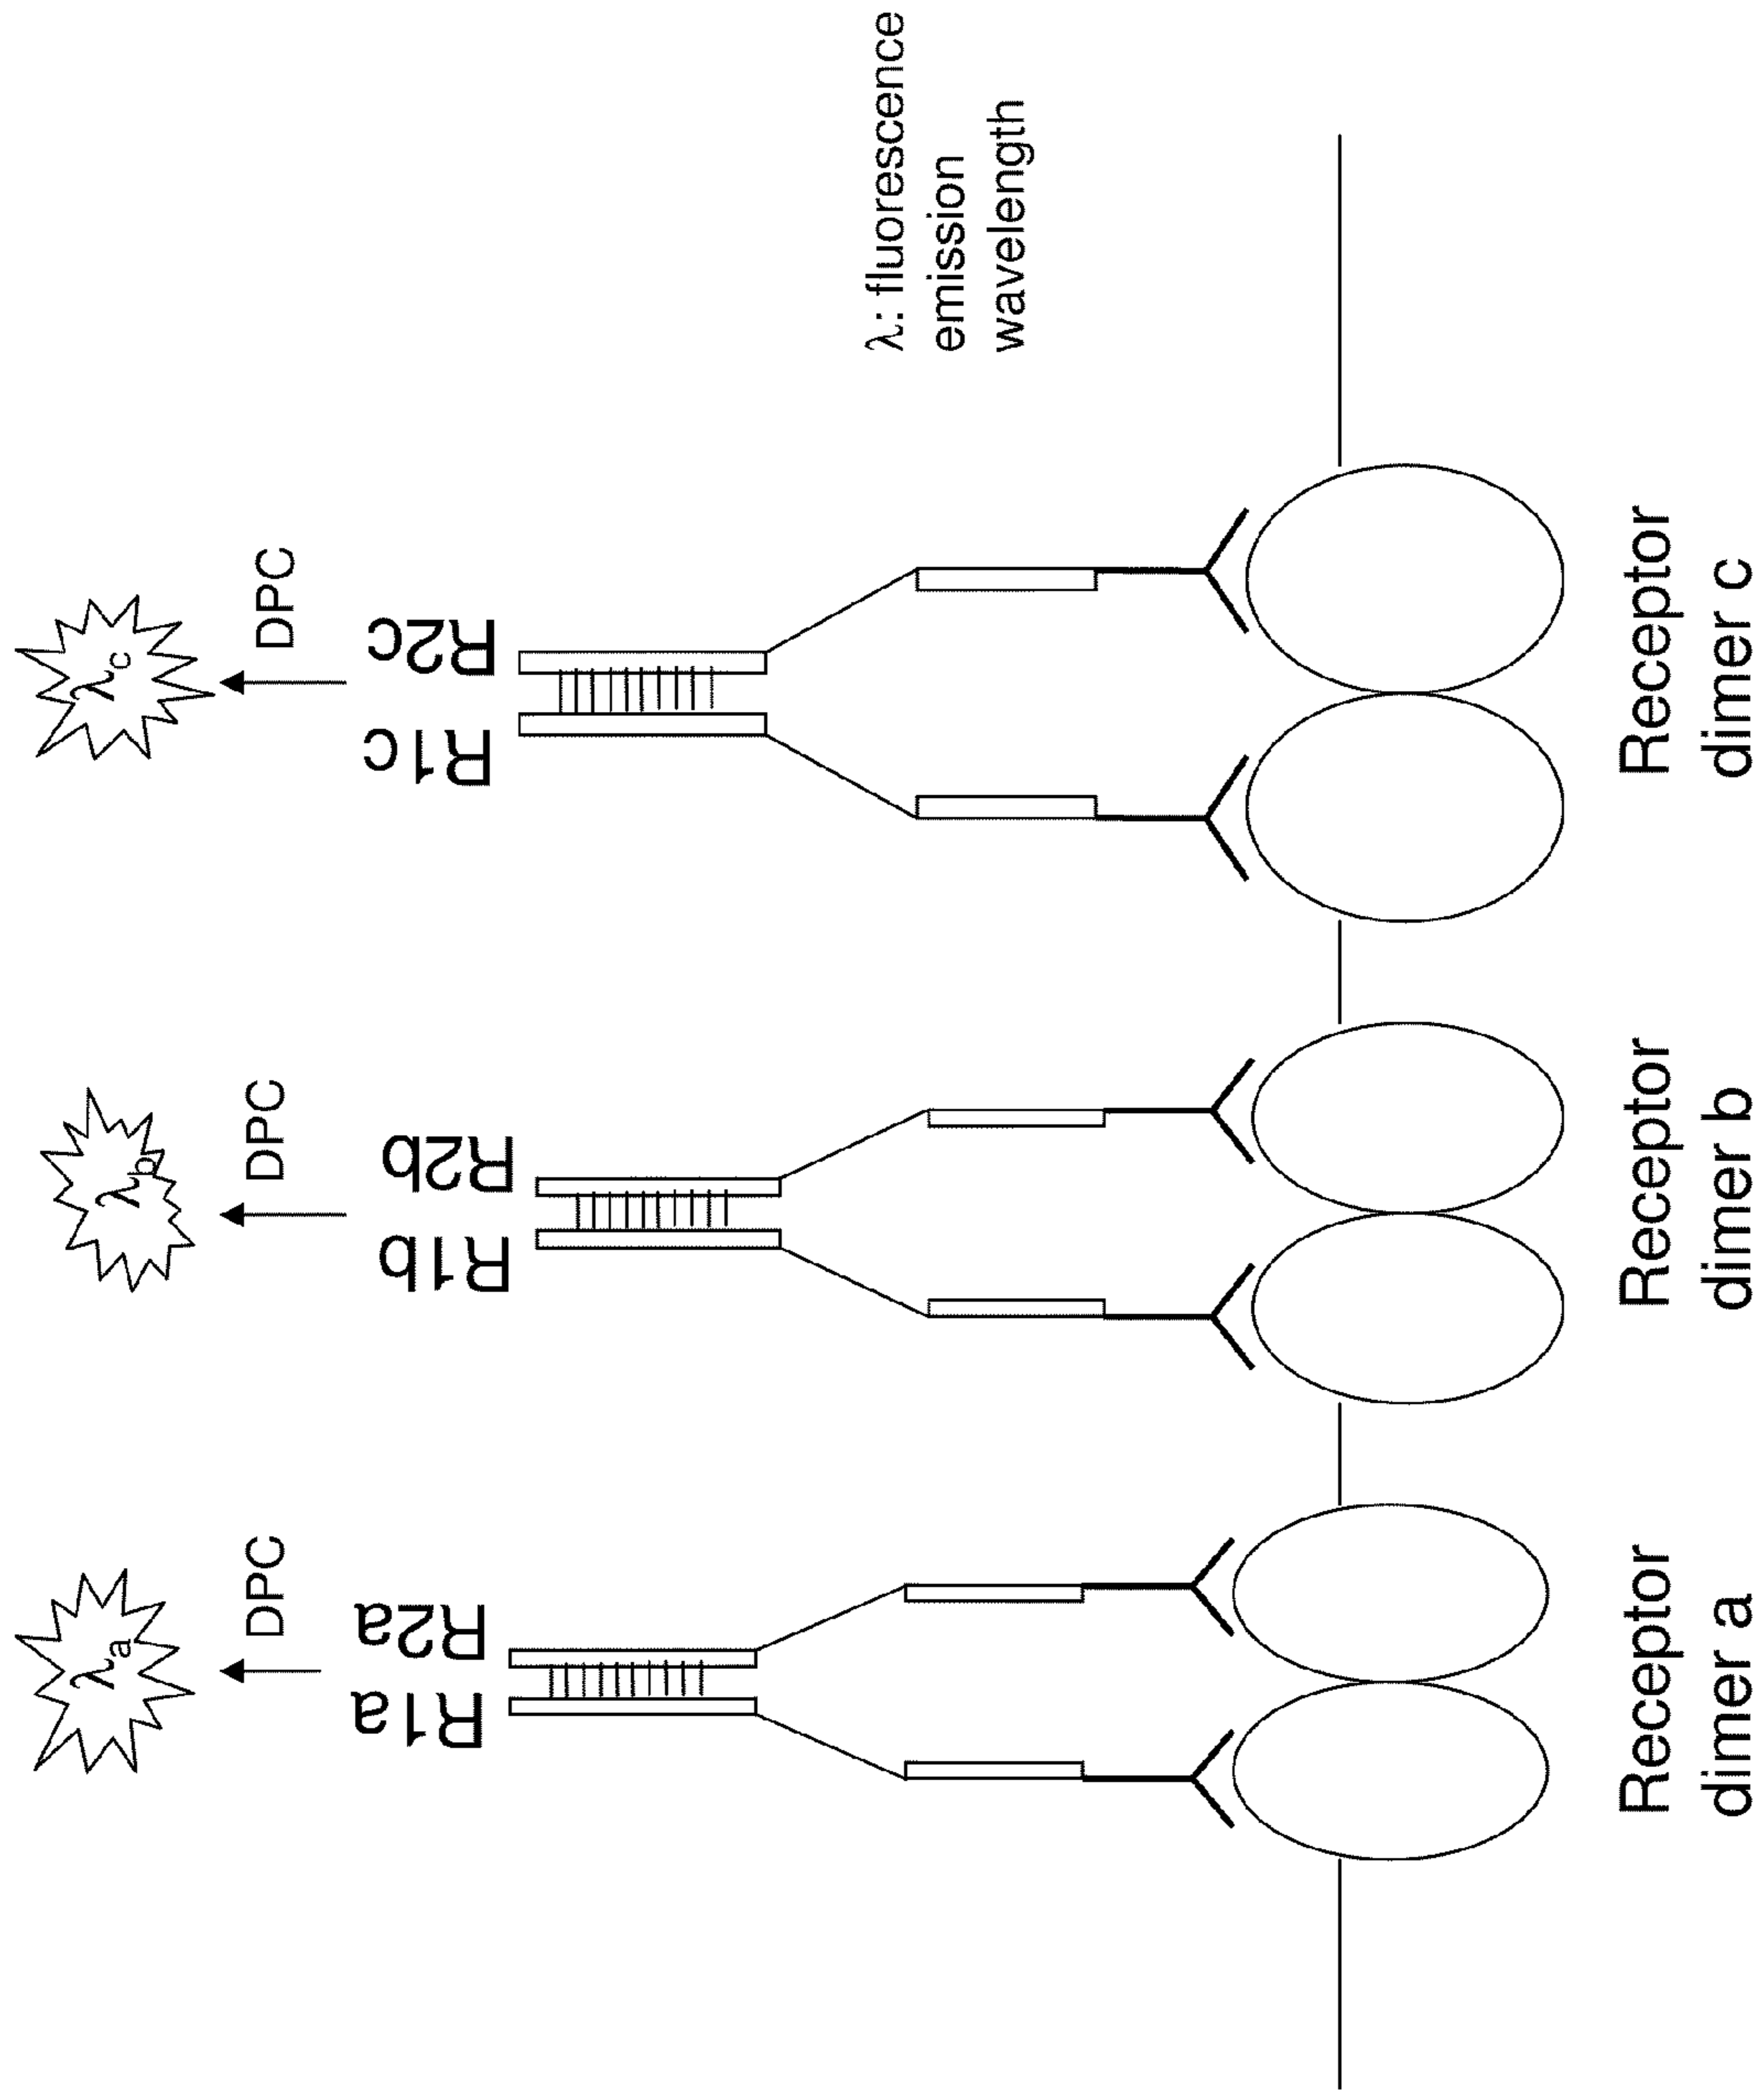 λa
λb
λc
DPC
DPC
DPC
R1a
R2a
R1b
R2b
R1c
R2c
λ: fluorescence
emission
wavelength
Receptor
dimer a
Receptor
dimer b
Receptor
dimer c